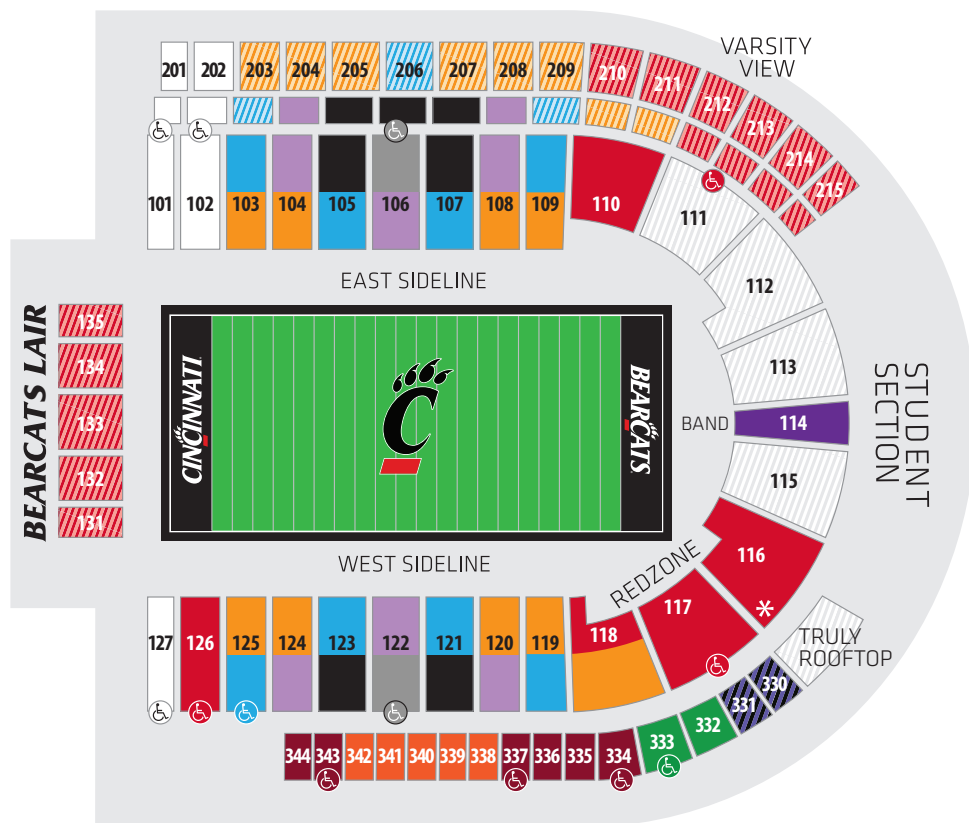 201 202 203 204 205 206 207 208 209 210 211 212 213 214 215
VARSITY
VIEW
101 102 103 104 105 106 107 108 109 110 111
112
113
114
115
116
*
117
118
EAST SIDELINE
BEARCATS LAIR
135
134
133
132
131
CINCINNATI
C
BEARCATS
BAND
STUDENT
SECTION
WEST SIDELINE
REDZONE
127 126 125 124 123 122 121 120 119
TRULY
ROOFTOP
344 343 342 341 340 339 338 337 336 335 334 333 332 331 330